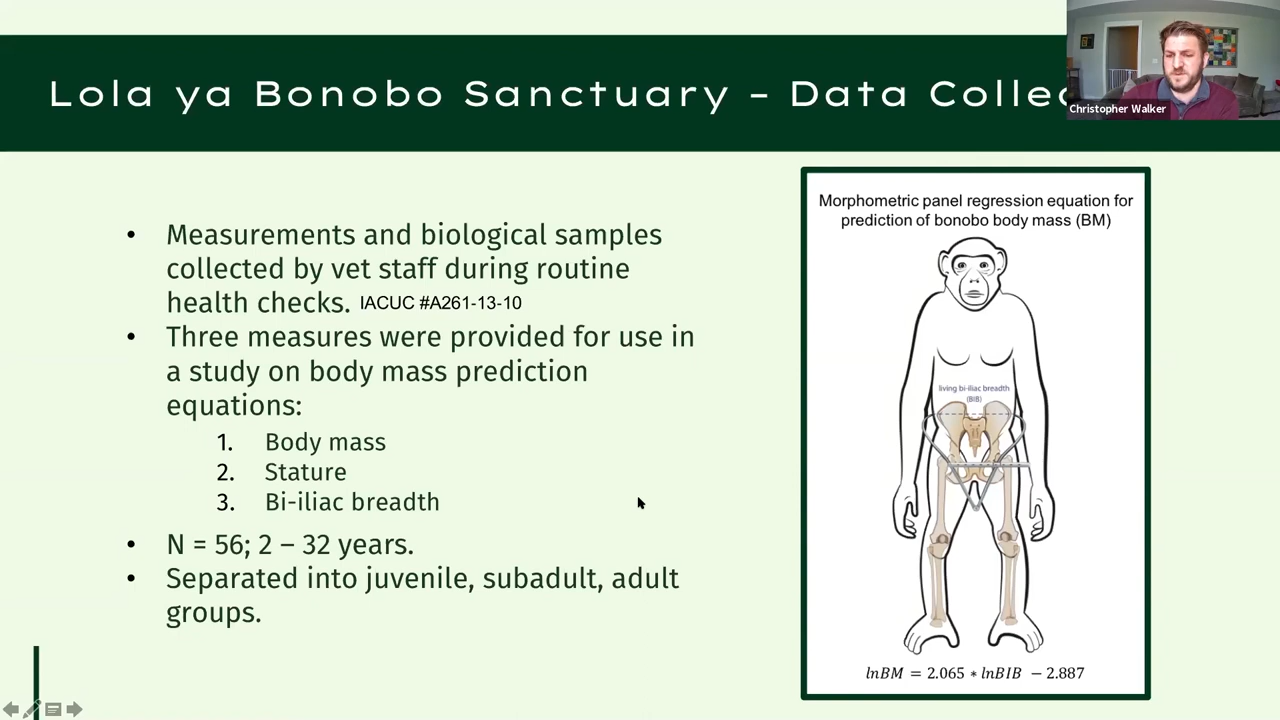 Lola ya Bonobo Sanctuary – Data Collec
Christopher Walker
• Measurements and biological samples
collected by vet staff during routine
health checks. IACUC #A261-13-10
• Three measures were provided for use in
a study on body mass prediction
equations:
1. Body mass
2. Stature
3. Bi-iliac breadth
• N = 56; 2 – 32 years.
• Separated into juvenile, subadult, adult
groups.
Morphometric panel regression equation for
prediction of bonobo body mass (BM)
living bi-iliac breadth
(BIB)
lnBM = 2.065 ∗ lnBIB − 2.887